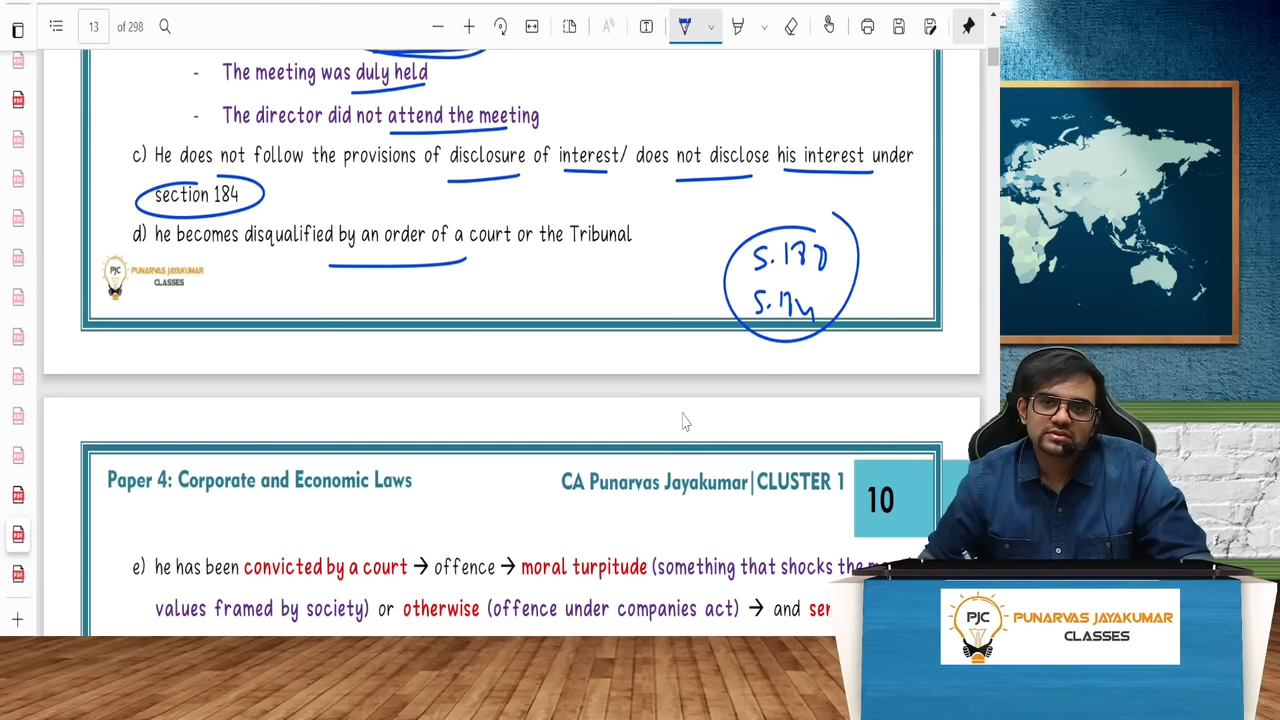 13 of 298
- The meeting was duly held
- The director did not attend the meeting
c) He does not follow the provisions of disclosure of interest/ does not disclose his interest under
section 184
d) he becomes disqualified by an order of a court or the Tribunal
PJC PUNARVAS JAYAKUMAR
CLASSES
Paper 4: Corporate and Economic Laws CA Punarvas Jayakumar|CLUSTER 1 10
e) he has been convicted by a court → offence → moral turpitude (something that shocks the
values framed by society) or otherwise (offence under companies act) → and
PJC PUNARVAS JAYAKUMAR
CLASSES